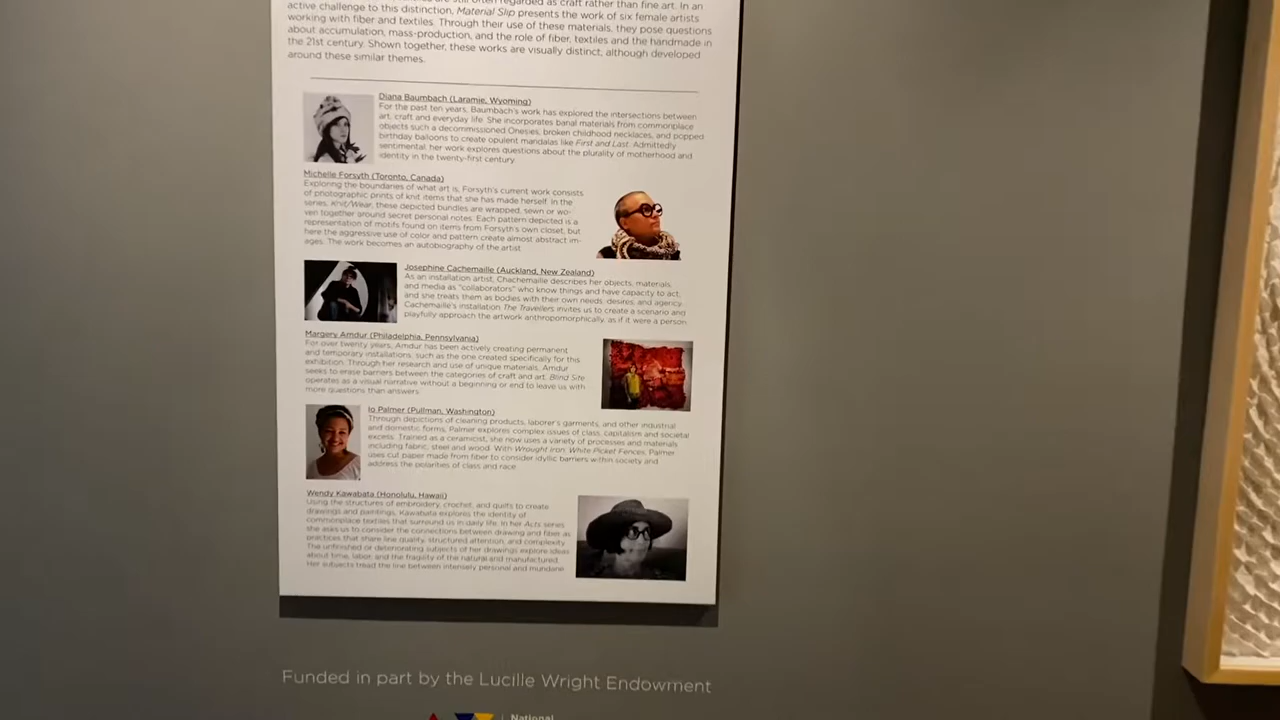 often regarded as craft rather than fine art. In an
active challenge to this distinction, Material Slip presents the work of six female artists
working with fiber and textiles. Through their use of these materials, they pose questions
about accumulation, mass-production, and the role of fiber, textiles and the handmade in
the 21st century. Shown together, these works are visually distinct, although developed
around these similar themes.
Diana Baumbach (Laramie, Wyoming)
For the past ten years, Baumbach's work has explored the intersections between
art, craft and everyday life. She incorporates banal materials from commonplace
objects such a decommissioned Onesies, broken childhood necklaces, and popped
birthday balloons to create opulent mandalas like First and Last. Admittedly
sentimental, her work explores questions about the plurality of motherhood and
identity in the twenty-first century.
Michelle Forsyth (Toronto, Canada)
Exploring the boundaries of what art is, Forsyth's current work consists
of photographic prints of knit items that she has made herself. In the
series, Knit/Wear, these depicted bundles are wrapped, sewn or wo-
ven together around secret personal notes. Each pattern depicted is a
representation of motifs found on items from Forsyth's own closet, but
here the aggressive use of color and pattern create almost abstract im-
ages. The work becomes an autobiography of the artist.
Josephine Cachemaille (Auckland, New Zealand)
As an installation artist, Chachemaille describes her objects, materials,
and media as "collaborators" who know things and have capacity to act,
and she treats them as bodies with their own needs, desires, and agency.
Cachemaille's installation The Travellers invites us to create a scenario and
playfully approach the artwork anthropomorphically, as if it were a person.
Margery Amdur (Philadelphia, Pennsylvania)
For over twenty years, Amdur has been actively creating permanent
and temporary installations, such as the one created specifically for this
exhibition. Through her research and use of unique materials, Amdur
seeks to erase barriers between the categories of craft and art. Blind Site
operates as a visual narrative without a beginning or end to leave us with
more questions than answers.
Io Palmer (Pullman, Washington)
Through depictions of cleaning products, laborer's garments, and other industrial
and domestic forms, Palmer explores complex issues of class, capitalism and societal
excess. Trained as a ceramicist, she now uses a variety of processes and materials
including fabric, steel and wood. With Wrought Iron, White Picket Fences, Palmer
uses cut paper made from fiber to consider idyllic barriers within society and
address the polarities of class and race.
Wendy Kawabata (Honolulu, Hawaii)
Using the structures of embroidery, crochet, and quilts to create
drawings and paintings, Kawabata explores the identity of
commonplace textiles that surround us in daily life. In her Acts series
she asks us to consider the connections between drawing and fiber as
practices that share line quality, structured attention, and complexity.
The unfinished or deteriorating subjects of her drawings explore ideas
about time, labor, and the fragility of the natural and manufactured.
Her subjects tread the line between intensely personal and mundane.
Funded in part by the Lucille Wright Endowment
National